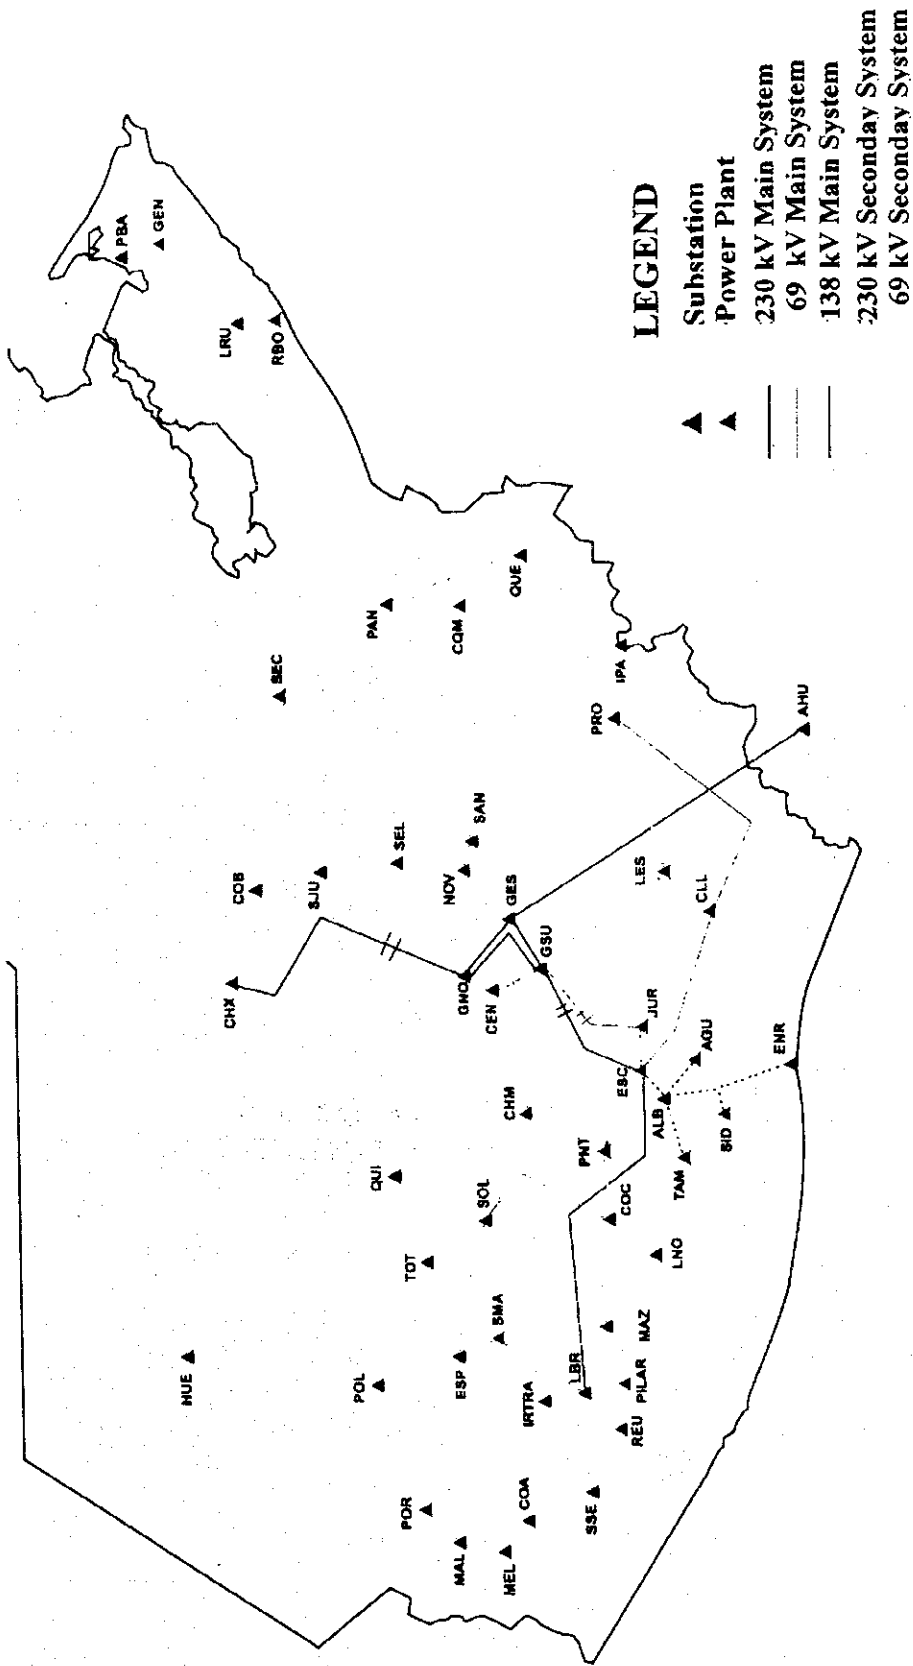 PBA
GEN
HUE
LRU
CHX
COB
SEC
RBO
SJU
POL
QUI
PAN
SEL
POR
TOT
NOV
MAL
ESP
GNO
CQM
SOL
SAN
SMA
CEN
MEL
CHM
GES
QUE
COA
IRTRA
GSU
LBR
SSE
PNT
PRO
IPA
COC
ESC
REU
PILAR
MAZ
LES
JUR
ALB
LNO
TAM
CLL
AGU
SID
ENR
AHU
LEGEND
Substation
Power Plant
230 kV Main System
69 kV Main System
138 kV Main System
230 kV Seconday System
69 kV Seconday System